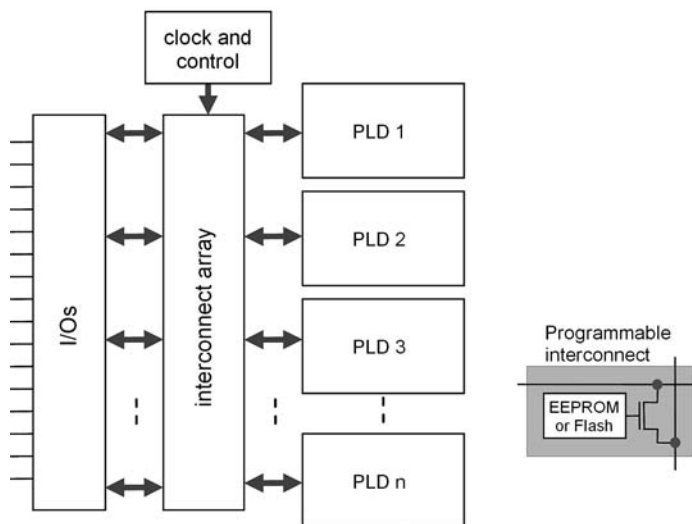 clock and
control
I/Os
interconnect array
PLD 1
PLD 2
PLD 3
PLD n
Programmable
interconnect
EEPROM
or Flash